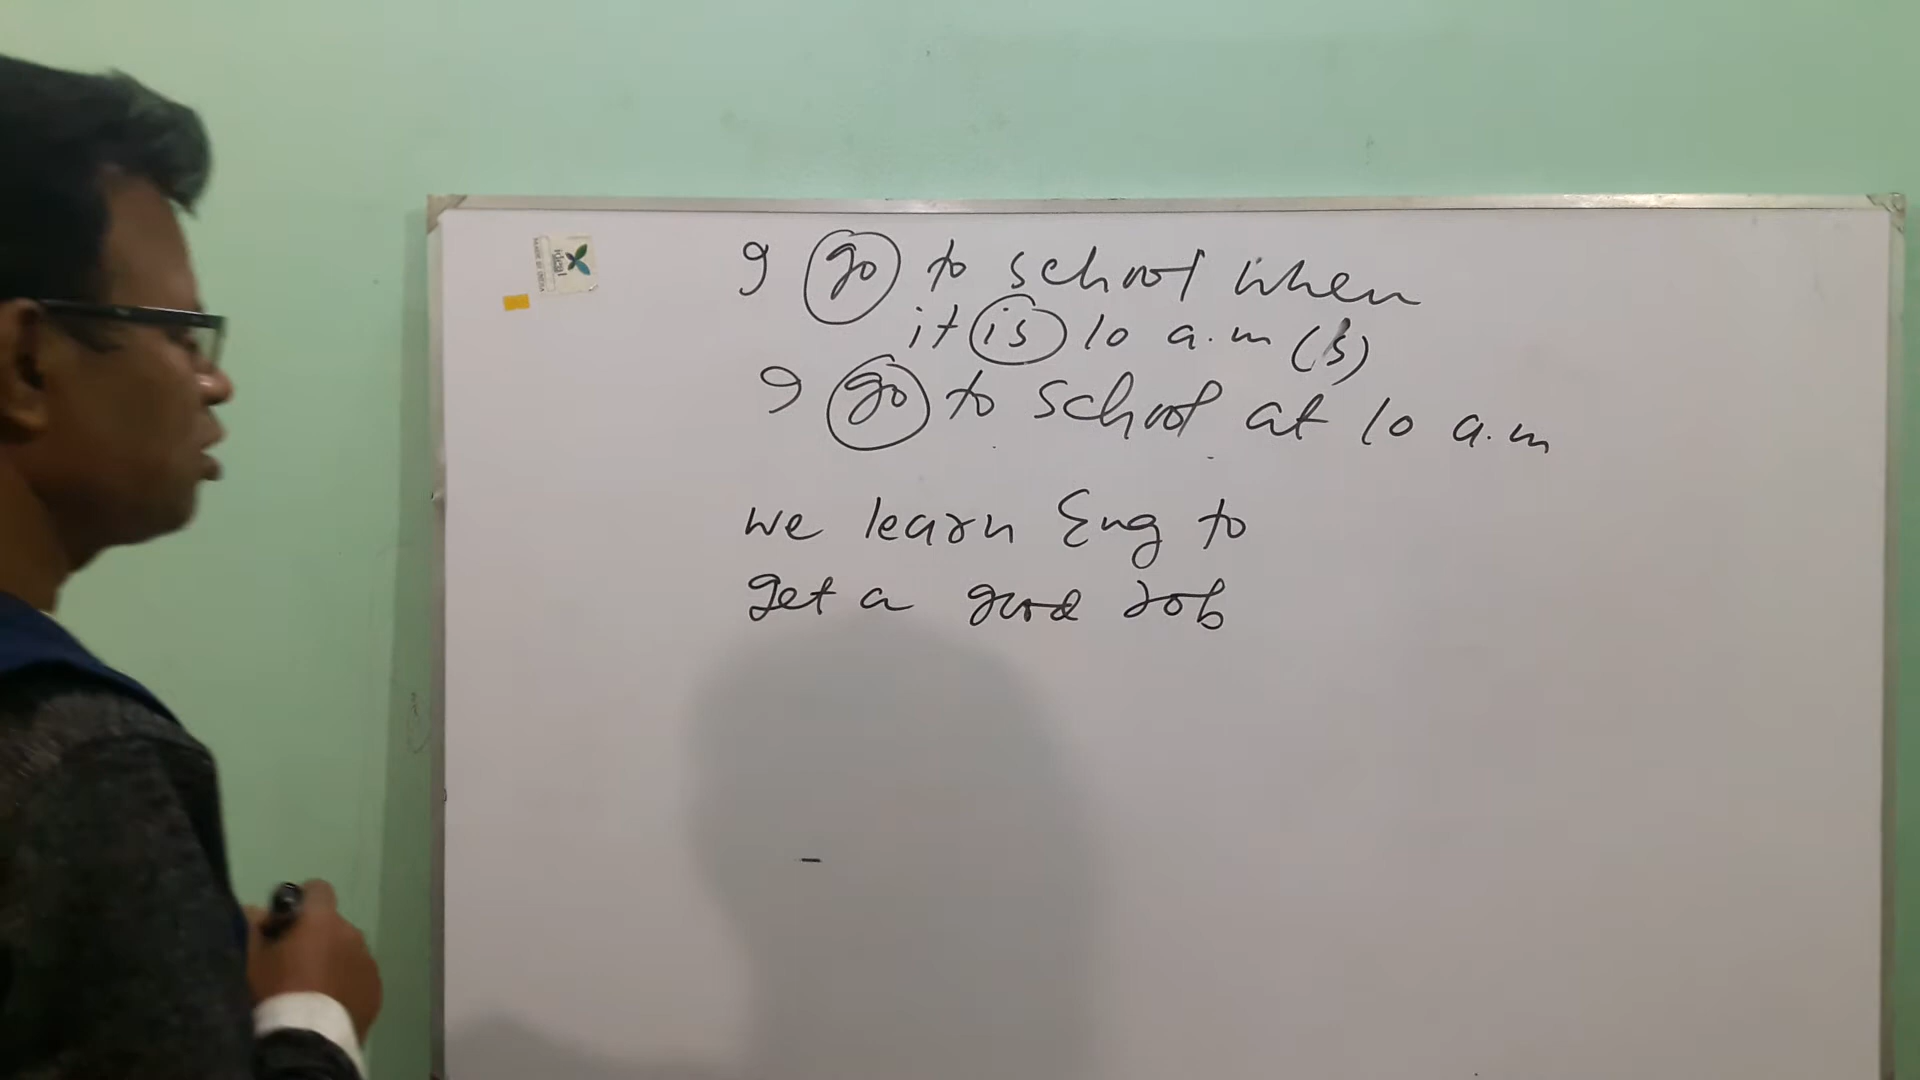 I go to school when
it is 10 a.m (s)
I go to school at 10 a.m
we learn Eng to
get a good Job
ideal